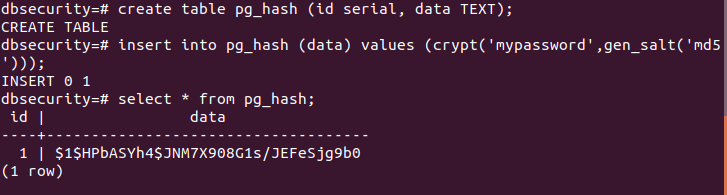 dbsecurity=# create table pg_hash (id serial, data TEXT);
CREATE TABLE
dbsecurity=# insert into pg_hash (data) values (crypt('mypassword',gen_salt('md5
')));
INSERT 0 1
dbsecurity=# select * from pg_hash;
 id |                data
----+------------------------------------
  1 | $1$HPbASYh4$JNM7X908G1s/JEFeSjg9b0
(1 row)